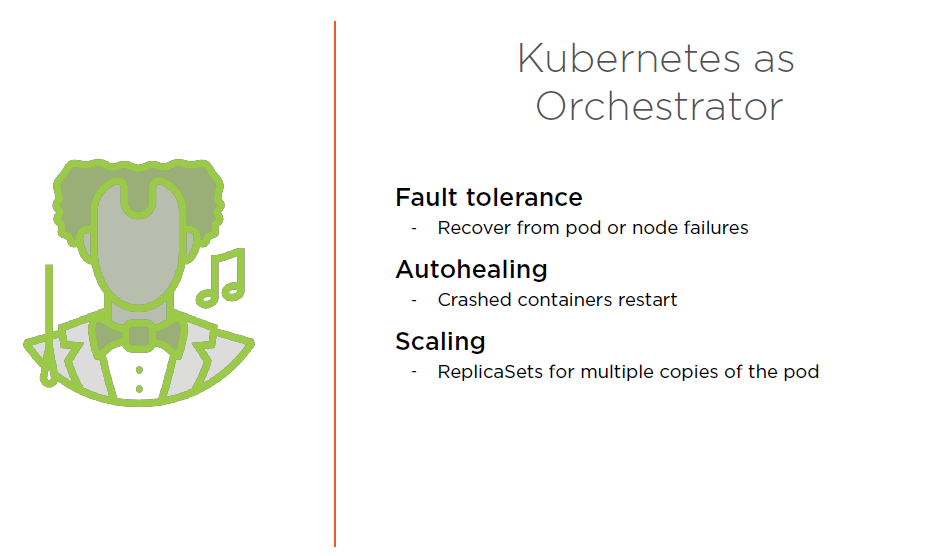 Kubernetes as
Orchestrator
Fault tolerance
- Recover from pod or node failures
Autohealing
- Crashed containers restart
Scaling
- ReplicaSets for multiple copies of the pod